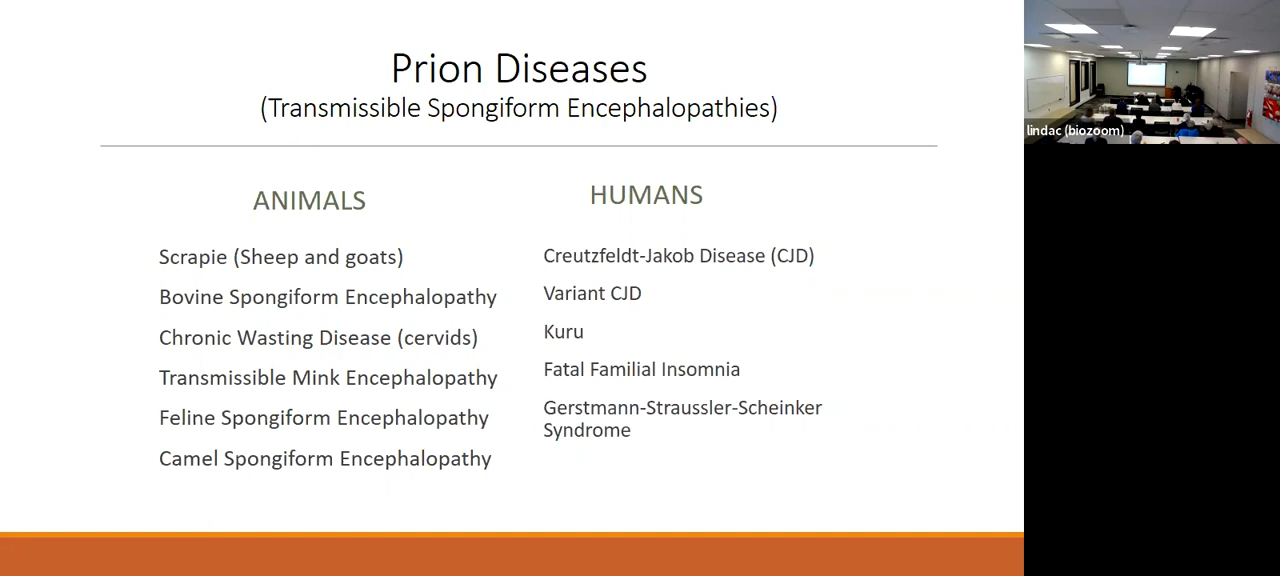 Prion Diseases
(Transmissible Spongiform Encephalopathies)
ANIMALS
Scrapie (Sheep and goats)
Bovine Spongiform Encephalopathy
Chronic Wasting Disease (cervids)
Transmissible Mink Encephalopathy
Feline Spongiform Encephalopathy
Camel Spongiform Encephalopathy
HUMANS
Creutzfeldt-Jakob Disease (CJD)
Variant CJD
Kuru
Fatal Familial Insomnia
Gerstmann-Straussler-Scheinker
Syndrome
lindac (biozoom)